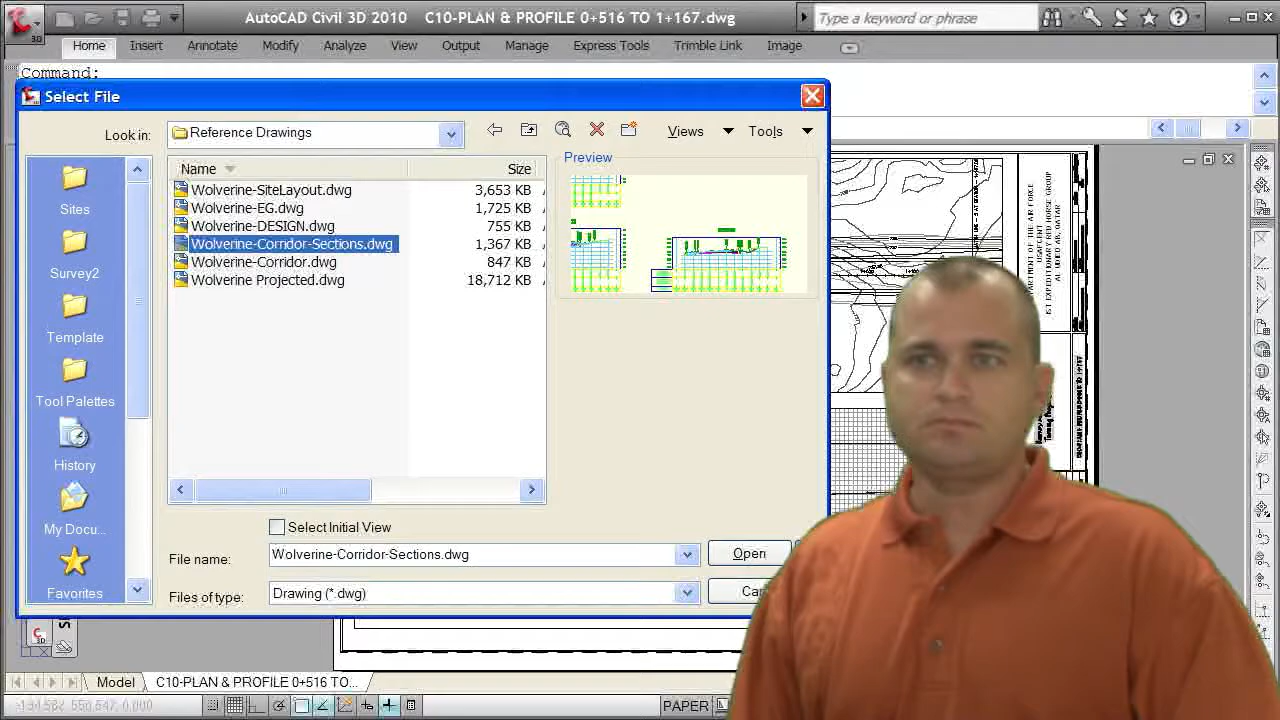 AutoCAD Civil 3D 2010 C10-PLAN & PROFILE 0+516 TO 1+167.dwg
Type a keyword or phrase
3D
Home Insert Annotate Modify Analyze View Output Manage Express Tools Trimble Link Image
Command:
Select File
Look in: Reference Drawings Views Tools
Name Size Preview
Wolverine-SiteLayout.dwg 3,653 KB
Wolverine-EG.dwg 1,725 KB
Wolverine-DESIGN.dwg 755 KB
Wolverine-Corridor-Sections.dwg 1,367 KB
Wolverine-Corridor.dwg 847 KB
Wolverine Projected.dwg 18,712 KB
Sites
Survey2
Template
Tool Palettes
History
My Docu...
Favorites
Select Initial View
File name: Wolverine-Corridor-Sections.dwg Open
Files of type: Drawing (*.dwg)
Model C10-PLAN & PROFILE 0+516 TO...
PAPER